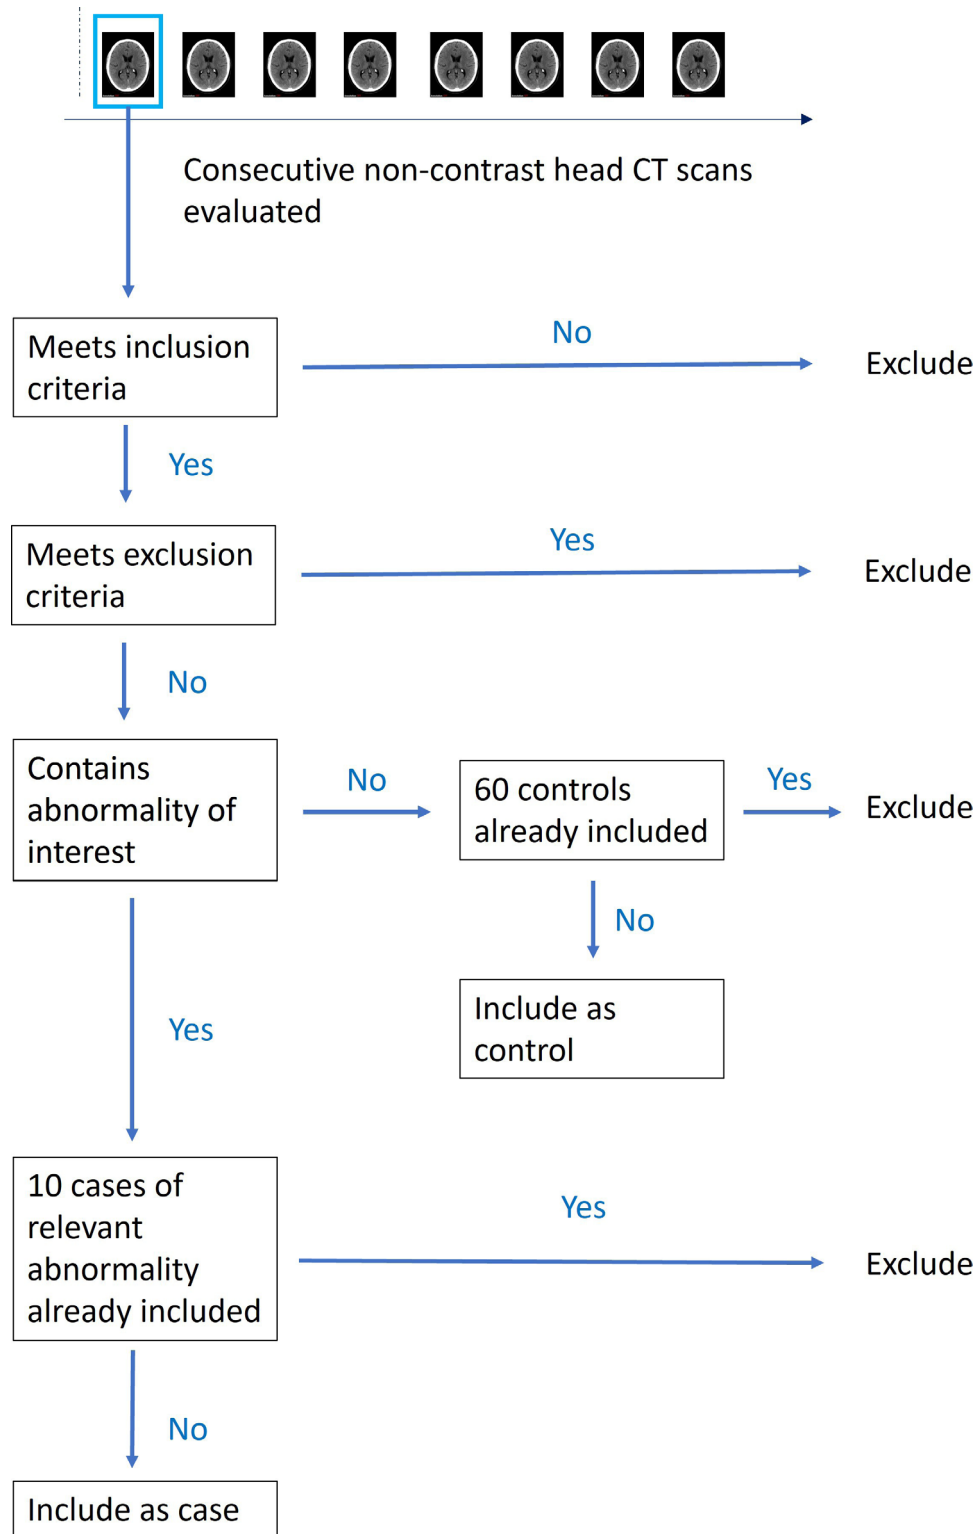 Consecutive non-contrast head CT scans
evaluated
Meets inclusion
criteria
No
Exclude
Yes
Meets exclusion
criteria
Yes
Exclude
No
Contains
abnormality of
interest
No
60 controls
already included
Yes
Exclude
No
Include as
control
Yes
10 cases of
relevant
abnormality
already included
Yes
Exclude
No
Include as case